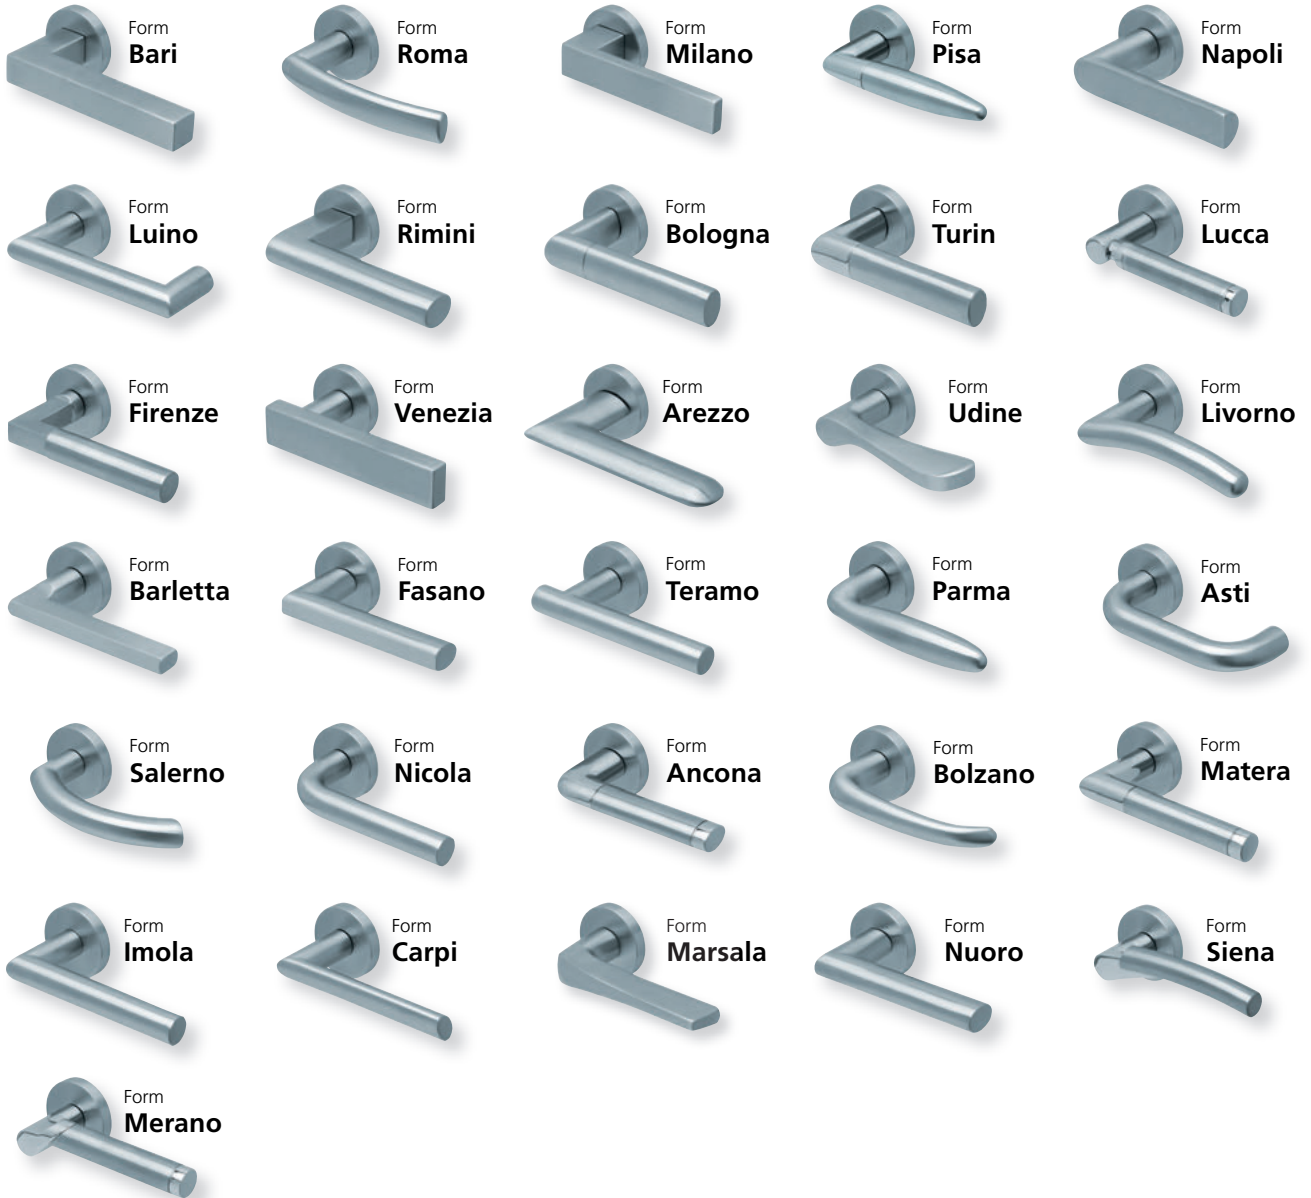 Form
Bari
Form
Roma
Form
Milano
Form
Pisa
Form
Napoli
Form
Luino
Form
Rimini
Form
Bologna
Form
Turin
Form
Lucca
Form
Firenze
Form
Venezia
Form
Arezzo
Form
Udine
Form
Livorno
Form
Barletta
Form
Fasano
Form
Teramo
Form
Parma
Form
Asti
Form
Salerno
Form
Nicola
Form
Ancona
Form
Bolzano
Form
Matera
Form
Imola
Form
Carpi
Form
Marsala
Form
Nuoro
Form
Siena
Form
Merano